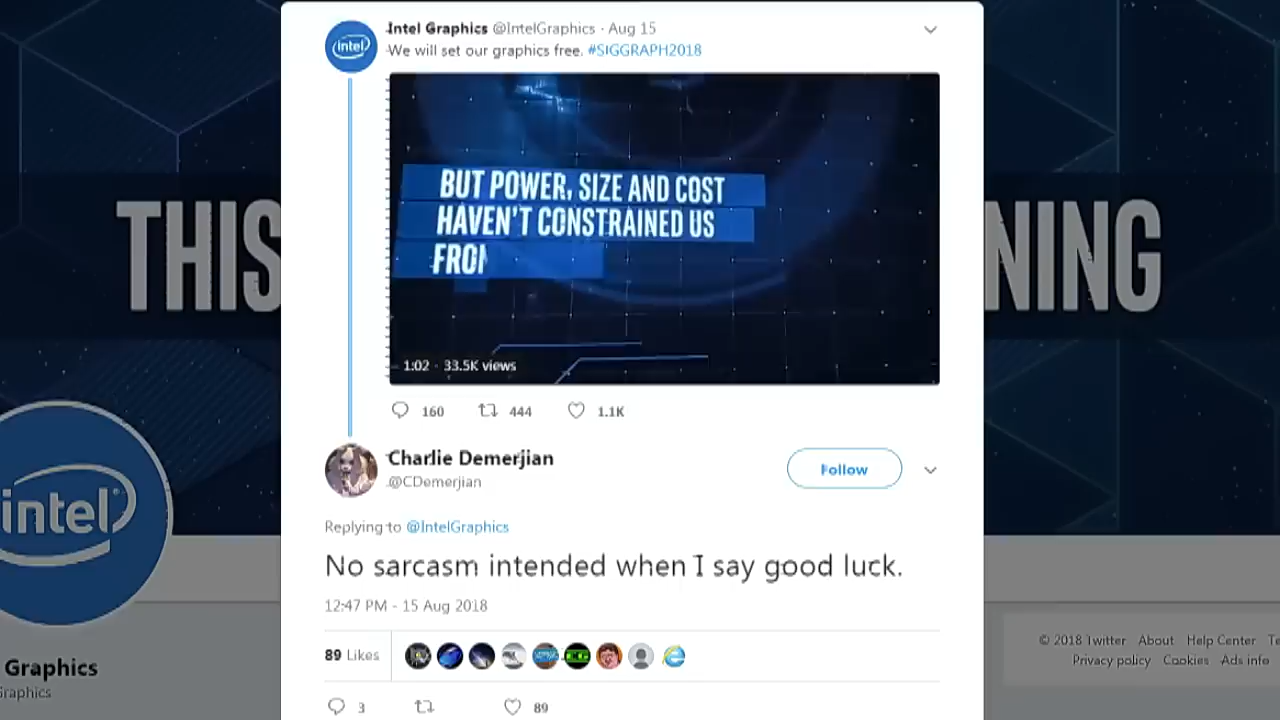 Intel Graphics @IntelGraphics · Aug 15
We will set our graphics free. #SIGGRAPH2018
(intel)
BUT POWER, SIZE AND COST
HAVEN'T CONSTRAINED US
FROM
1:02 · 33.5K views
160 444 1.1K
THIS
NING
Charlie Demerjian
@CDemerjian
Follow
Replying to @IntelGraphics
No sarcasm intended when I say good luck.
12:47 PM - 15 Aug 2018
89 Likes
3 89
intel
Graphics
Graphics
© 2018 Twitter About Help Center Te
Privacy policy Cookies Ads info